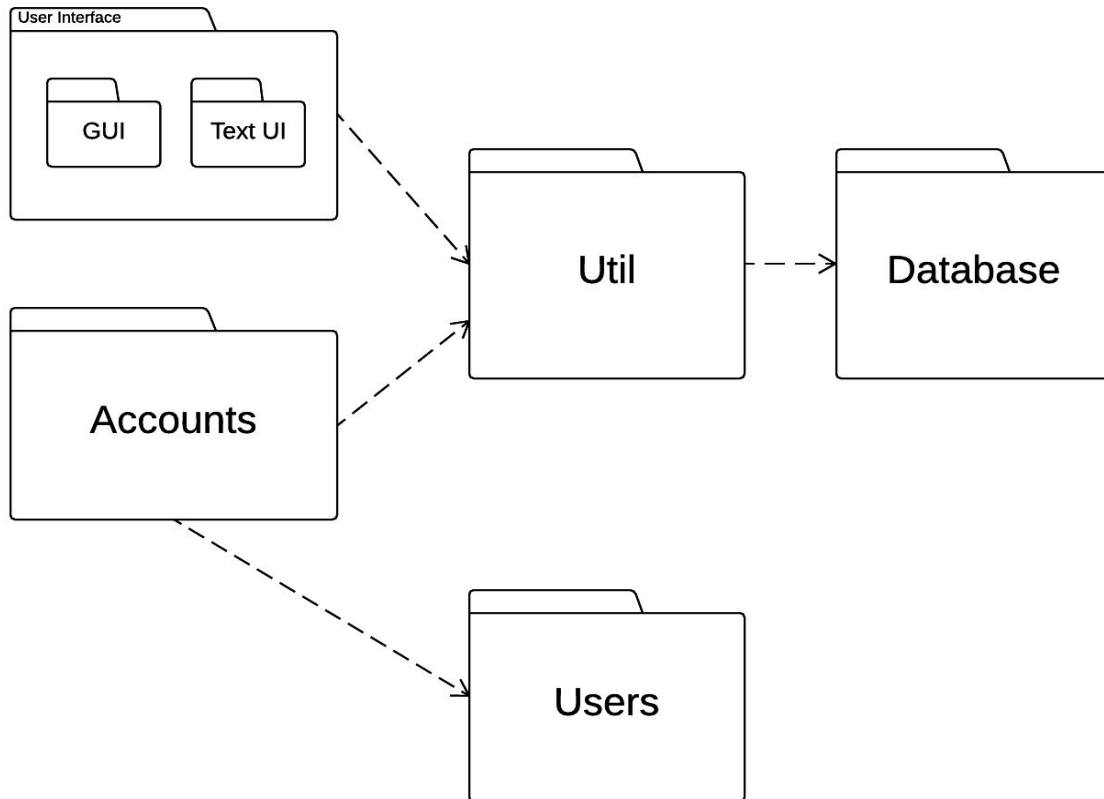 User Interface
GUI
Text UI
Util
Database
Accounts
Users